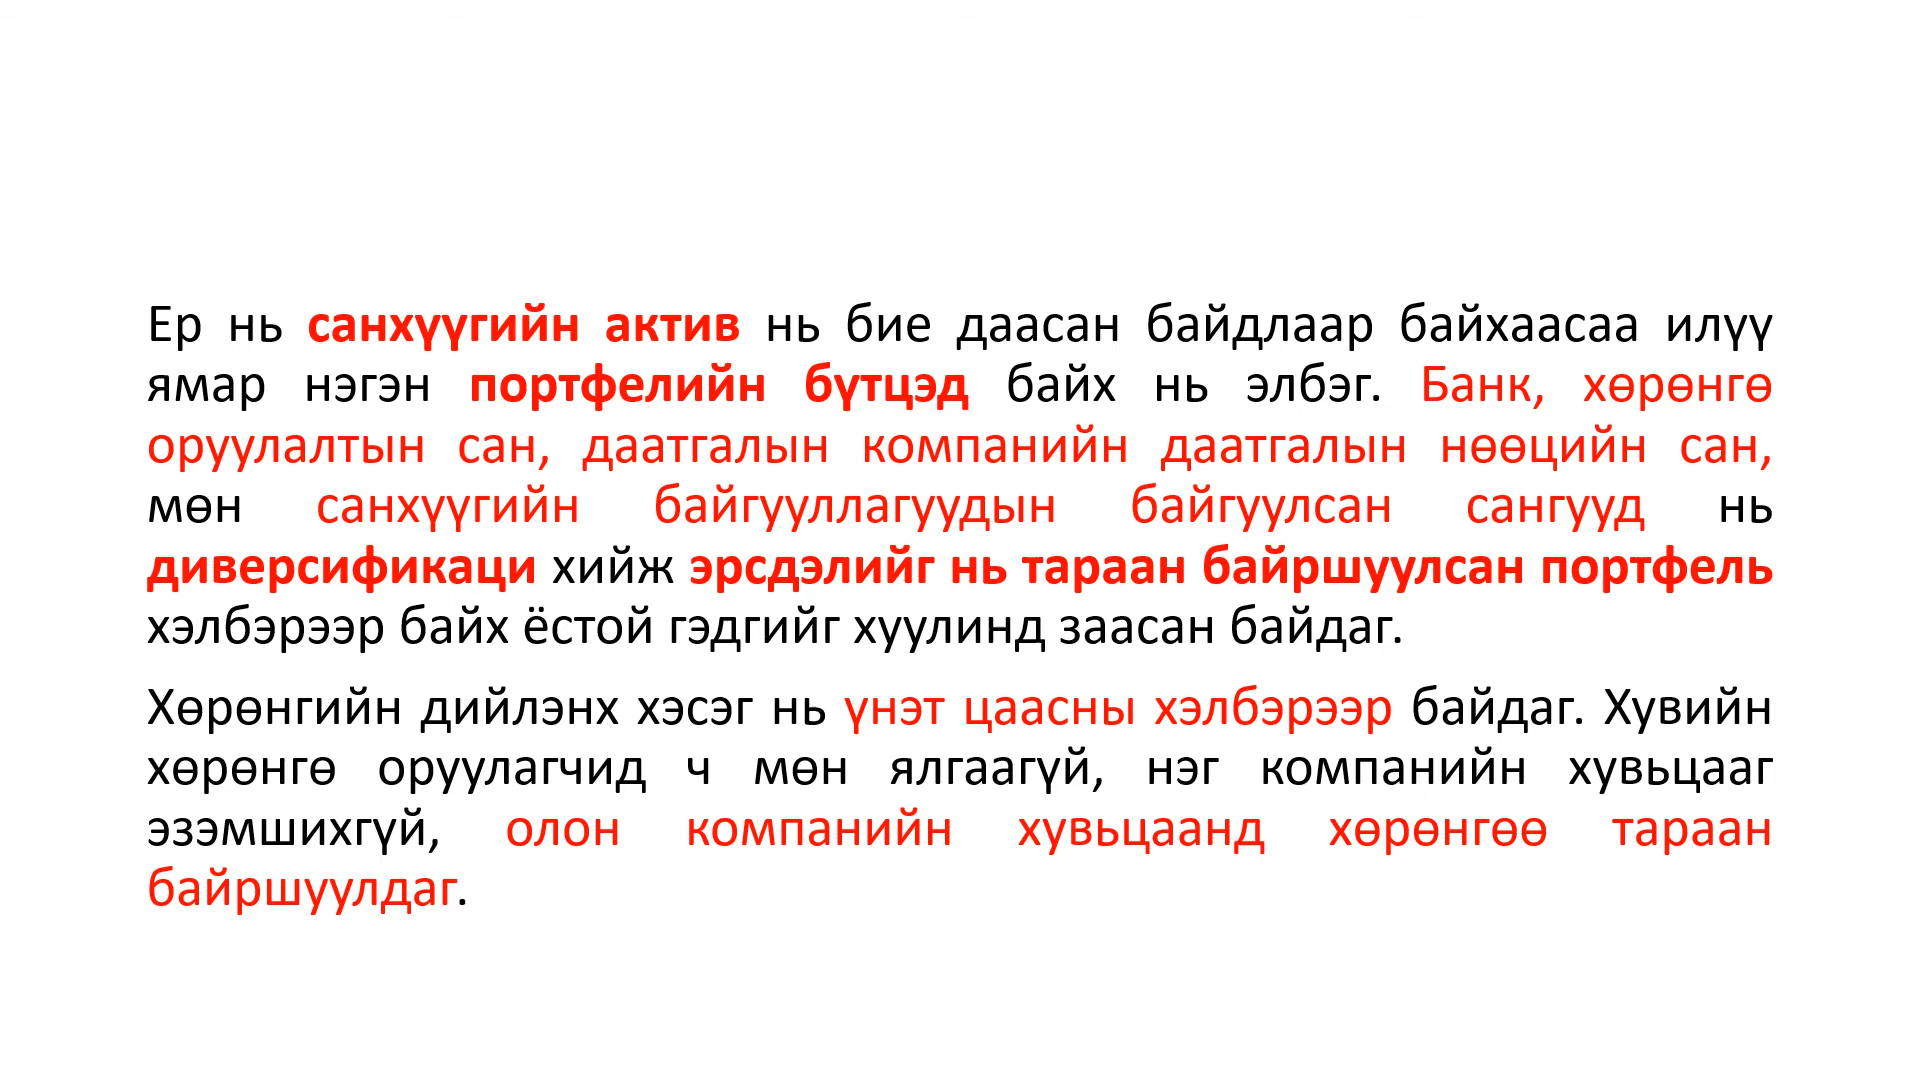 Ер нь санхүүгийн актив нь бие даасан байдлаар байхаасаа илүү
ямар нэгэн портфелийн бүтцэд байх нь элбэг. Банк, хөрөнгө
оруулалтын сан, даатгалын компанийн даатгалын нөөцийн сан,
мөн санхүүгийн байгууллагуудын байгуулсан сангууд нь
диверсификаци хийж эрсдэлийг нь тараан байршуулсан портфель
хэлбэрээр байх ёстой гэдгийг хуулинд заасан байдаг.
Хөрөнгийн дийлэнх хэсэг нь үнэт цаасны хэлбэрээр байдаг. Хувийн
хөрөнгө оруулагчид ч мөн ялгаагүй, нэг компанийн хувьцааг
эзэмшихгүй, олон компанийн хувьцаанд хөрөнгөө тараан
байршуулдаг.